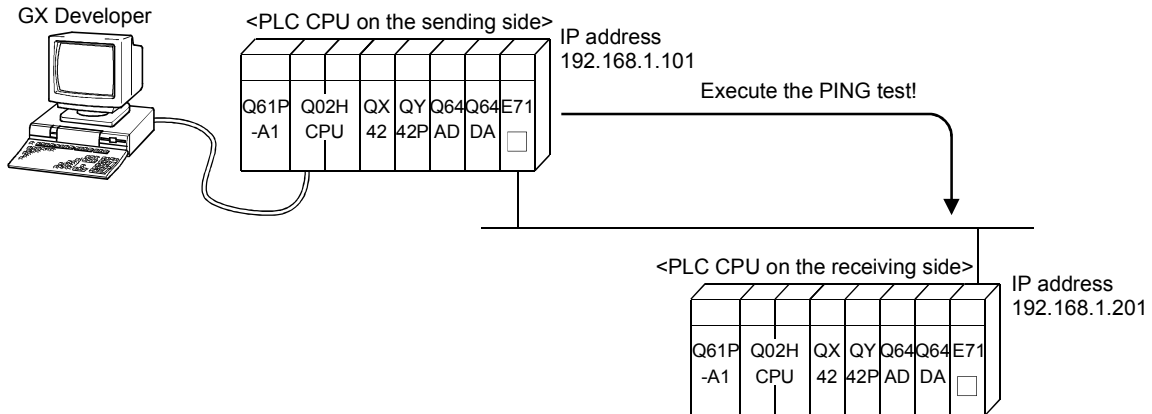 GX Developer
<PLC CPU on the sending side>
IP address
192.168.1.101
Q61P
-A1
Q02H
CPU
QX
42
QY
42P
Q64
AD
Q64
DA
E71
Execute the PING test!
<PLC CPU on the receiving side>
IP address
192.168.1.201
Q61P
-A1
Q02H
CPU
QX
42
QY
42P
Q64
AD
Q64
DA
E71